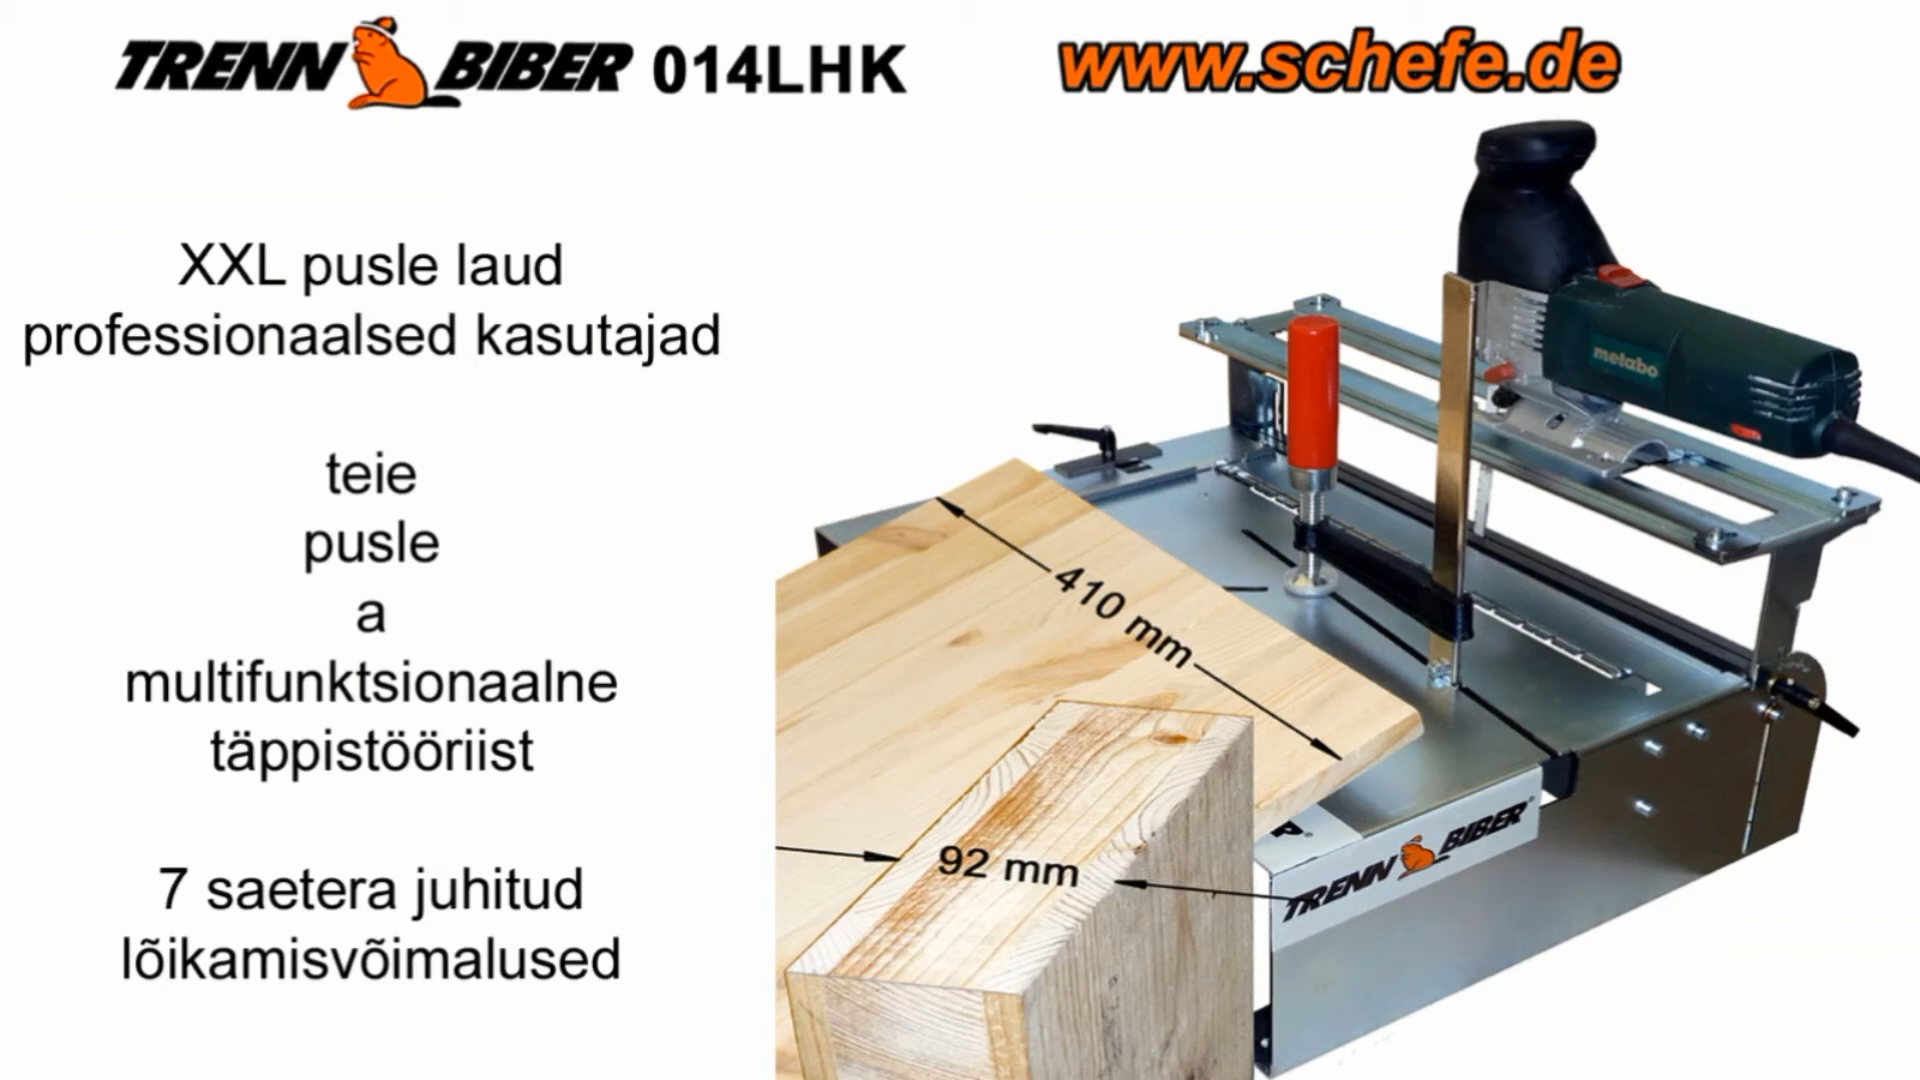 TRENN BIBER 014LHK
www.schefe.de
XXL pusle laud
professionaalsed kasutajad
teie
pusle
a
multifunktsionaalne
täppistööriist
7 saetera juhitud
lõikamisvõimalused
metabo
410 mm
92 mm
TRENN BIBER